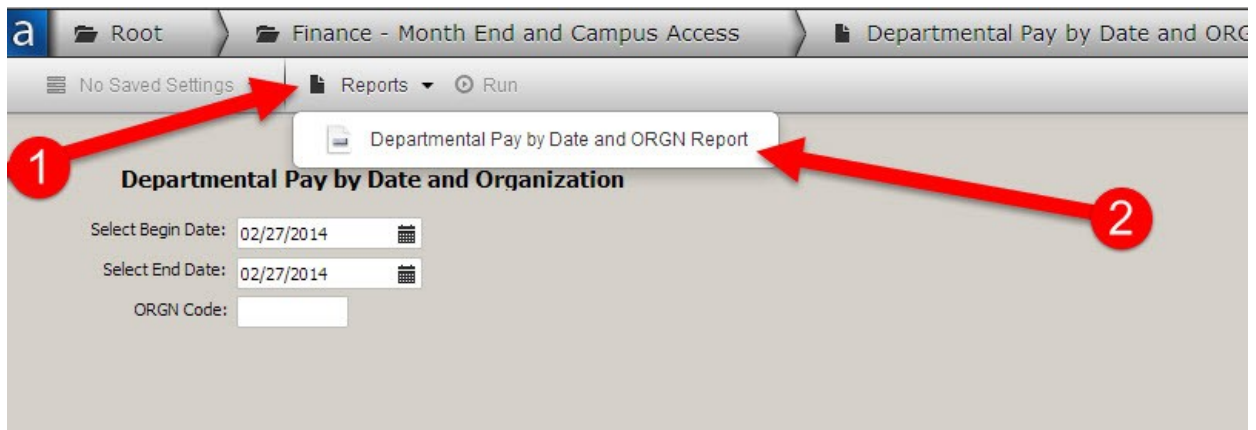 a Root Finance - Month End and Campus Access Departmental Pay by Date and ORG
No Saved Settings Reports Run
Departmental Pay by Date and ORGN Report
1
Departmental Pay by Date and Organization
2
Select Begin Date: 02/27/2014
Select End Date: 02/27/2014
ORGN Code: